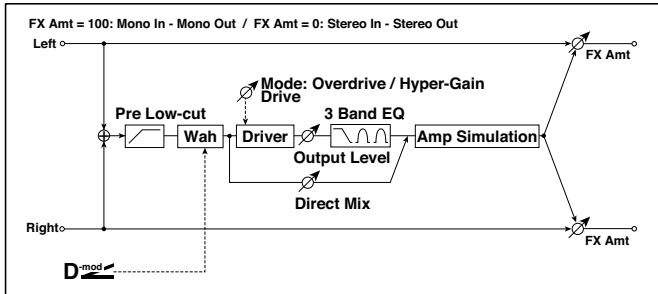 FX Amt = 100: Mono In - Mono Out / FX Amt = 0: Stereo In - Stereo Out
Left
FX Amt
Mode: Overdrive / Hyper-Gain
Drive
Pre Low-cut
3 Band EQ
Wah
Driver
Amp Simulation
Output Level
Direct Mix
Right
FX Amt
D-mod